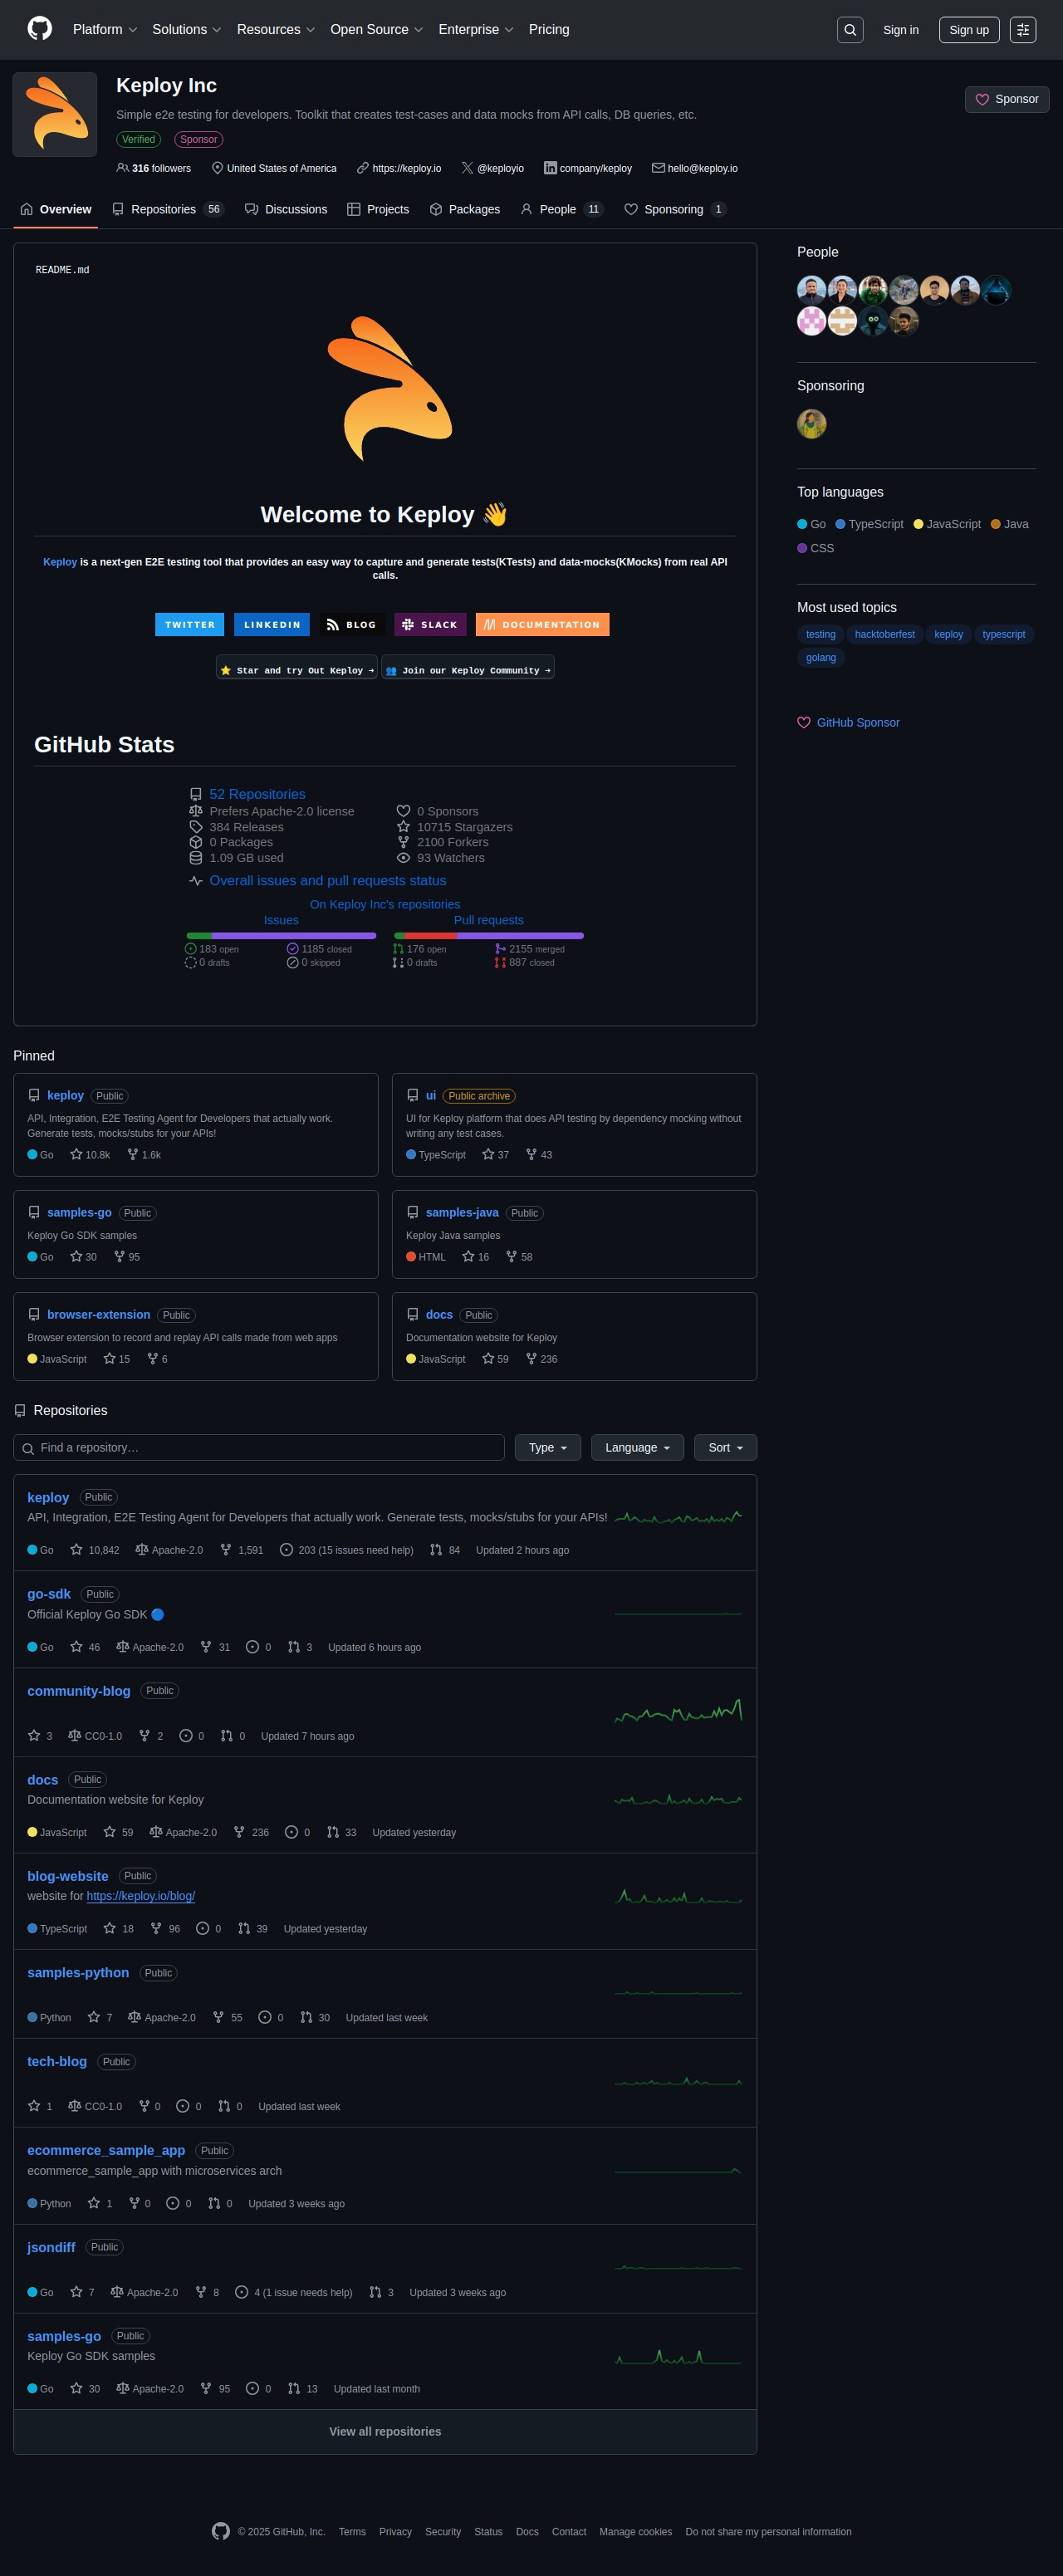 Platform Solutions Resources Open Source Enterprise Pricing Sign in Sign up
Keploy Inc
Sponsor
Simple e2e testing for developers. Toolkit that creates test-cases and data mocks from API calls, DB queries, etc.
Verified Sponsor
316 followers United States of America https://keploy.io @keployio company/keploy hello@keploy.io
Overview Repositories 56 Discussions Projects Packages People 11 Sponsoring 1
README.md
Welcome to Keploy 👋
Keploy is a next-gen E2E testing tool that provides an easy way to capture and generate tests(KTests) and data-mocks(KMocks) from real API
calls.
TWITTER LINKEDIN BLOG SLACK DOCUMENTATION
⭐ Star and try Out Keploy ➜ 👥 Join our Keploy Community ➜
GitHub Stats
52 Repositories
Prefers Apache-2.0 license 0 Sponsors
384 Releases 10715 Stargazers
0 Packages 2100 Forkers
1.09 GB used 93 Watchers
Overall issues and pull requests status
On Keploy Inc's repositories
Issues Pull requests
183 open 1185 closed 176 open 2155 merged
0 drafts 0 skipped 0 drafts 887 closed
People
Sponsoring
Top languages
Go TypeScript JavaScript Java
CSS
Most used topics
testing hacktoberfest keploy typescript
golang
GitHub Sponsor
Pinned
keploy Public
API, Integration, E2E Testing Agent for Developers that actually work.
Generate tests, mocks/stubs for your APIs!
Go 10.8k 1.6k
ui Public archive
UI for Keploy platform that does API testing by dependency mocking without
writing any test cases.
TypeScript 37 43
samples-go Public
Keploy Go SDK samples
Go 30 95
samples-java Public
Keploy Java samples
HTML 16 58
browser-extension Public
Browser extension to record and replay API calls made from web apps
JavaScript 15 6
docs Public
Documentation website for Keploy
JavaScript 59 236
Repositories
Find a repository… Type Language Sort
keploy Public
API, Integration, E2E Testing Agent for Developers that actually work. Generate tests, mocks/stubs for your APIs!
Go 10,842 Apache-2.0 1,591 203 (15 issues need help) 84 Updated 2 hours ago
go-sdk Public
Official Keploy Go SDK 🔵
Go 46 Apache-2.0 31 0 3 Updated 6 hours ago
community-blog Public
3 CC0-1.0 2 0 0 Updated 7 hours ago
docs Public
Documentation website for Keploy
JavaScript 59 Apache-2.0 236 0 33 Updated yesterday
blog-website Public
website for https://keploy.io/blog/
TypeScript 18 96 0 39 Updated yesterday
samples-python Public
Python 7 Apache-2.0 55 0 30 Updated last week
tech-blog Public
1 CC0-1.0 0 0 0 Updated last week
ecommerce_sample_app Public
ecommerce_sample_app with microservices arch
Python 1 0 0 0 Updated 3 weeks ago
jsondiff Public
Go 7 Apache-2.0 8 4 (1 issue needs help) 3 Updated 3 weeks ago
samples-go Public
Keploy Go SDK samples
Go 30 Apache-2.0 95 0 13 Updated last month
View all repositories
© 2025 GitHub, Inc. Terms Privacy Security Status Docs Contact Manage cookies Do not share my personal information